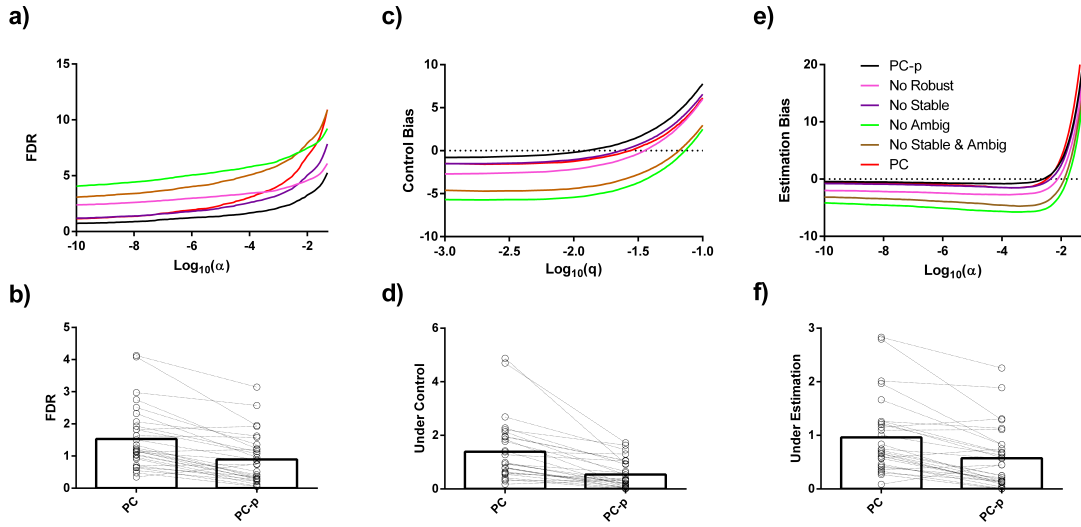 a)
15
10
5
0
FDR
-10
-8
-6
-4
-2
Log10(α)
c)
10
5
0
-5
-10
Control Bias
-3.0
-2.5
-2.0
-1.5
-1.0
Log10(q)
e)
20
10
0
-10
Estimation Bias
PC-p
No Robust
No Stable
No Ambig
No Stable & Ambig
PC
-10
-8
-6
-4
-2
Log10(α)
b)
5
4
3
2
1
0
FDR
PC
PC-p
d)
6
4
2
0
Under Control
PC
PC-p
f)
3
2
1
0
Under Estimation
PC
PC-p